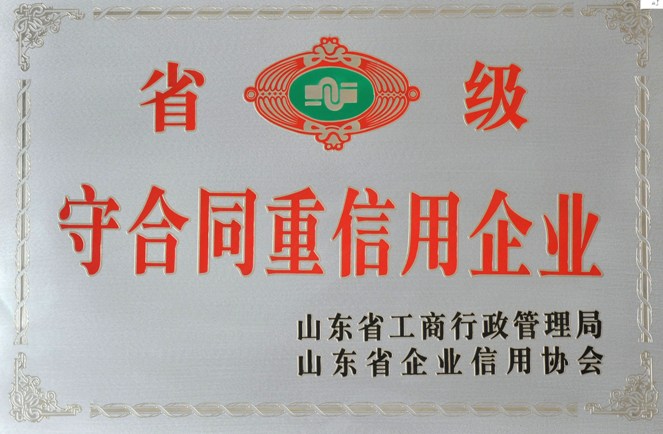 省级
守合同重信用企业
山东省工商行政管理局
山东省企业信用协会